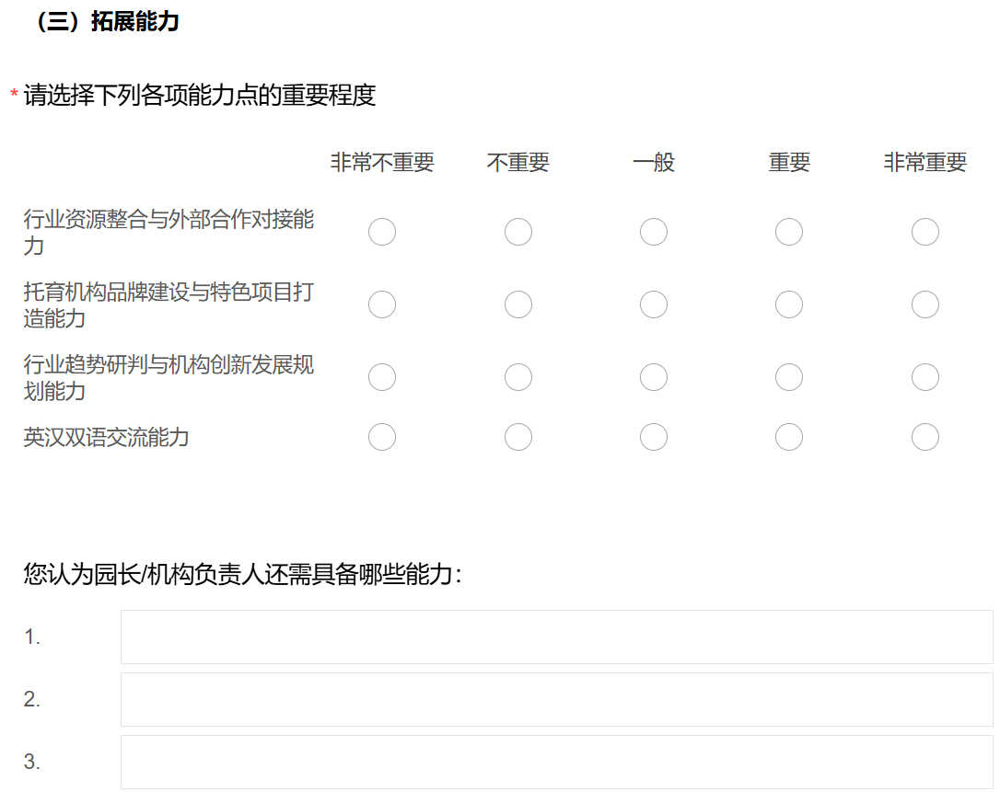 （三）拓展能力
*请选择下列各项能力点的重要程度
非常不重要 不重要 一般 重要 非常重要
行业资源整合与外部合作对接能
力
托育机构品牌建设与特色项目打
造能力
行业趋势研判与机构创新发展规
划能力
英汉双语交流能力
您认为园长/机构负责人还需具备哪些能力：
1.
2.
3.